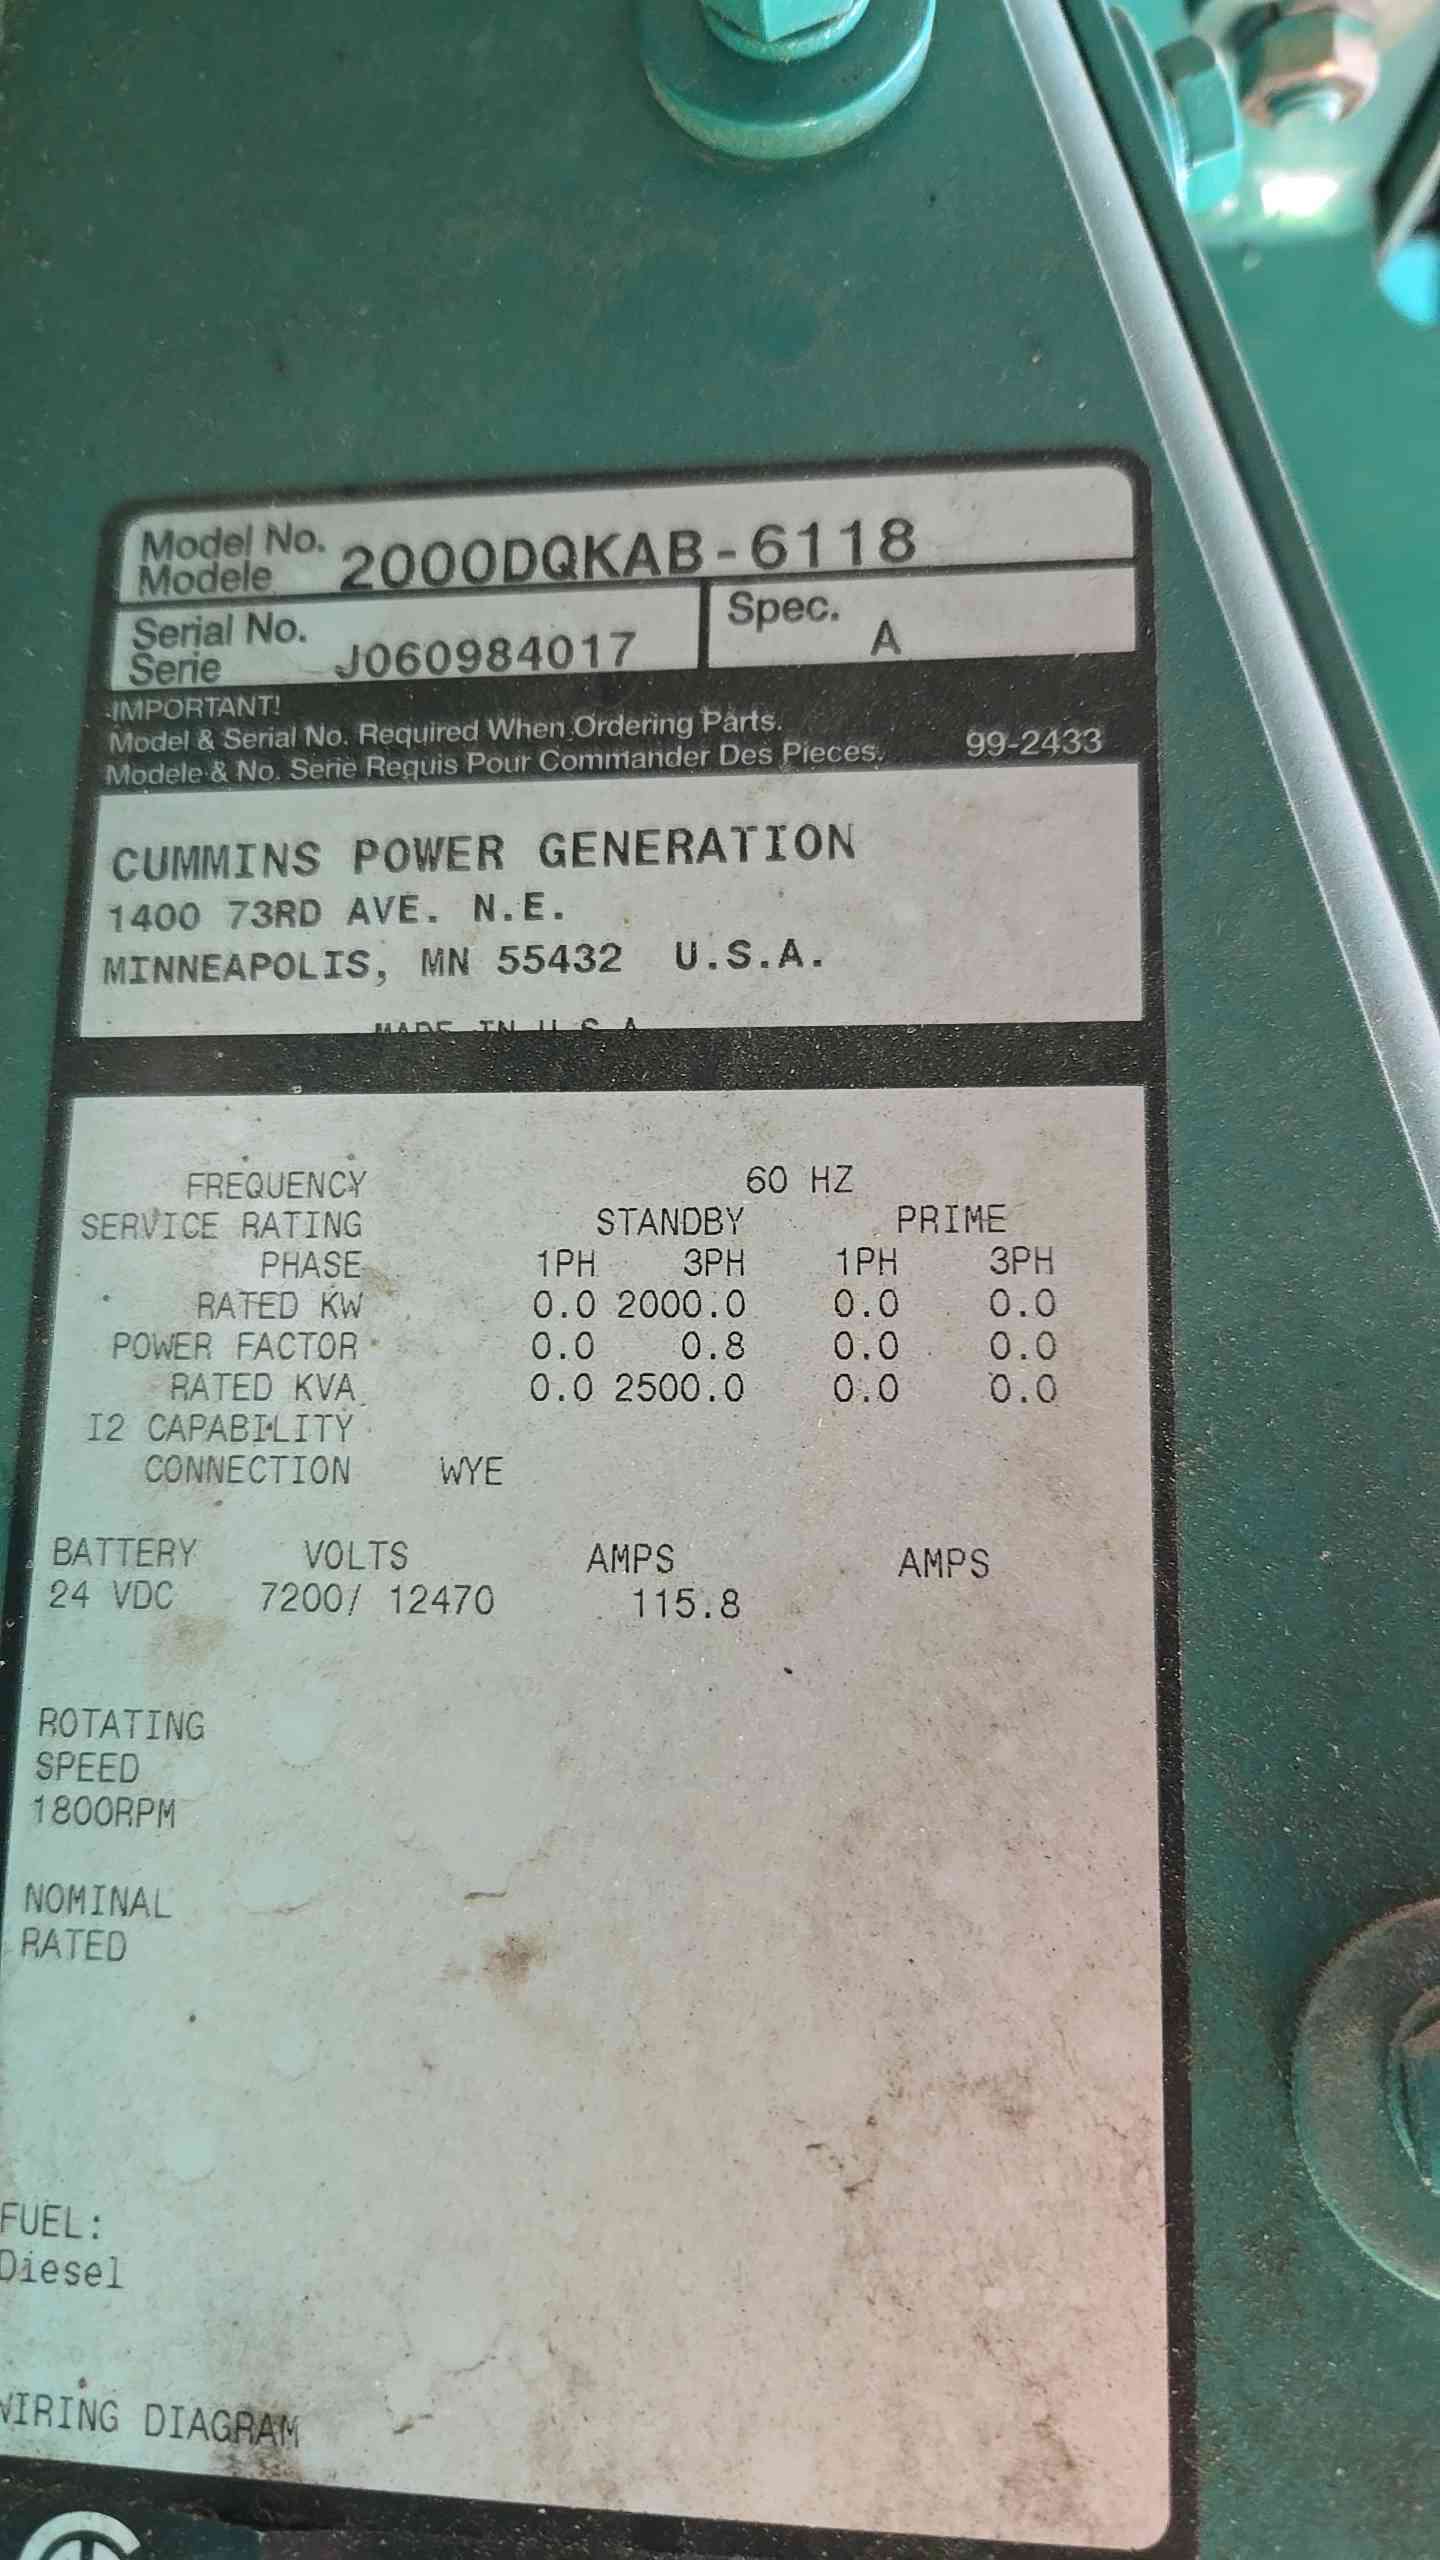 Model No. 2000DQKAB-6118
Modele
Serial No. J060984017 Spec. A
Serie
IMPORTANT!
Model & Serial No. Required When Ordering Parts.
Modele & No. Serie Requis Pour Commander Des Pieces. 99-2433
CUMMINS POWER GENERATION
1400 73RD AVE. N.E.
MINNEAPOLIS, MN 55432 U.S.A.
MADE IN U.S.A
FREQUENCY 60 HZ
SERVICE RATING STANDBY PRIME
PHASE 1PH 3PH 1PH 3PH
RATED KW 0.0 2000.0 0.0 0.0
POWER FACTOR 0.0 0.8 0.0 0.0
RATED KVA 0.0 2500.0 0.0 0.0
I2 CAPABILITY
CONNECTION WYE
BATTERY VOLTS AMPS AMPS
24 VDC 7200/ 12470 115.8
ROTATING
SPEED
1800RPM
NOMINAL
RATED
FUEL:
Diesel
WIRING DIAGRAM